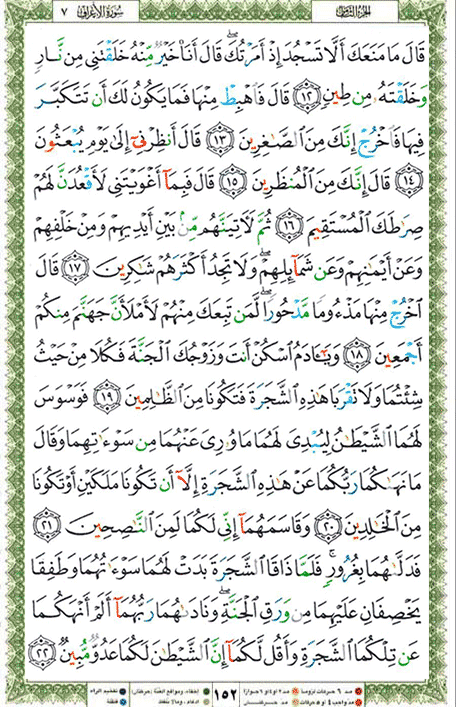 الجزء الثامن ٧ سورة الأعراف
قَالَ مَا مَنَعَكَ أَلَّا تَسْجُدَ إِذْ أَمَرْتُكَ ۖ قَالَ أَنَا۠ خَيْرٌ مِّنْهُ خَلَقْتَنِى مِن نَّارٍ
وَخَلَقْتَهُۥ مِن طِينٍ ١٢ قَالَ فَٱهْبِطْ مِنْهَا فَمَا يَكُونُ لَكَ أَن تَتَكَبَّرَ
فِيهَا فَٱخْرُجْ إِنَّكَ مِنَ ٱلصَّـٰغِرِينَ ١٣ قَالَ أَنظِرْنِىٓ إِلَىٰ يَوْمِ يُبْعَثُونَ
١٤ قَالَ إِنَّكَ مِنَ ٱلْمُنظَرِينَ ١٥ قَالَ فَبِمَآ أَغْوَيْتَنِى لَأَقْعُدَنَّ لَهُمْ
صِرَٰطَكَ ٱلْمُسْتَقِيمَ ١٦ ثُمَّ لَـَٔاتِيَنَّهُم مِّنۢ بَيْنِ أَيْدِيهِمْ وَمِنْ خَلْفِهِمْ
وَعَنْ أَيْمَـٰنِهِمْ وَعَن شَمَآئِلِهِمْ ۖ وَلَا تَجِدُ أَكْثَرَهُمْ شَـٰكِرِينَ ١٧ قَالَ
ٱخْرُجْ مِنْهَا مَذْءُومًا مَّدْحُورًا ۖ لَّمَن تَبِعَكَ مِنْهُمْ لَأَمْلَأَنَّ جَهَنَّمَ مِنكُمْ
أَجْمَعِينَ ١٨ وَيَـٰٓـَٔادَمُ ٱسْكُنْ أَنتَ وَزَوْجُكَ ٱلْجَنَّةَ فَكُلَا مِنْ حَيْثُ
شِئْتُمَا وَلَا تَقْرَبَا هَـٰذِهِ ٱلشَّجَرَةَ فَتَكُونَا مِنَ ٱلظَّـٰلِمِينَ ١٩ فَوَسْوَسَ
لَهُمَا ٱلشَّيْطَـٰنُ لِيُبْدِىَ لَهُمَا مَا وُۥرِىَ عَنْهُمَا مِن سَوْءَٰتِهِمَا وَقَالَ
مَا نَهَىٰكُمَا رَبُّكُمَا عَنْ هَـٰذِهِ ٱلشَّجَرَةِ إِلَّآ أَن تَكُونَا مَلَكَيْنِ أَوْ تَكُونَا
مِنَ ٱلْخَـٰلِدِينَ ٢٠ وَقَاسَمَهُمَآ إِنِّى لَكُمَا لَمِنَ ٱلنَّـٰصِحِينَ ٢١
فَدَلَّىٰهُمَا بِغُرُورٍ ۚ فَلَمَّا ذَاقَا ٱلشَّجَرَةَ بَدَتْ لَهُمَا سَوْءَٰتُهُمَا وَطَفِقَا
يَخْصِفَانِ عَلَيْهِمَا مِن وَرَقِ ٱلْجَنَّةِ ۖ وَنَادَىٰهُمَا رَبُّهُمَآ أَلَمْ أَنْهَكُمَا
عَن تِلْكُمَا ٱلشَّجَرَةِ وَأَقُل لَّكُمَآ إِنَّ ٱلشَّيْطَـٰنَ لَكُمَا عَدُوٌّ مُّبِينٌ ٢٢
١٥٢